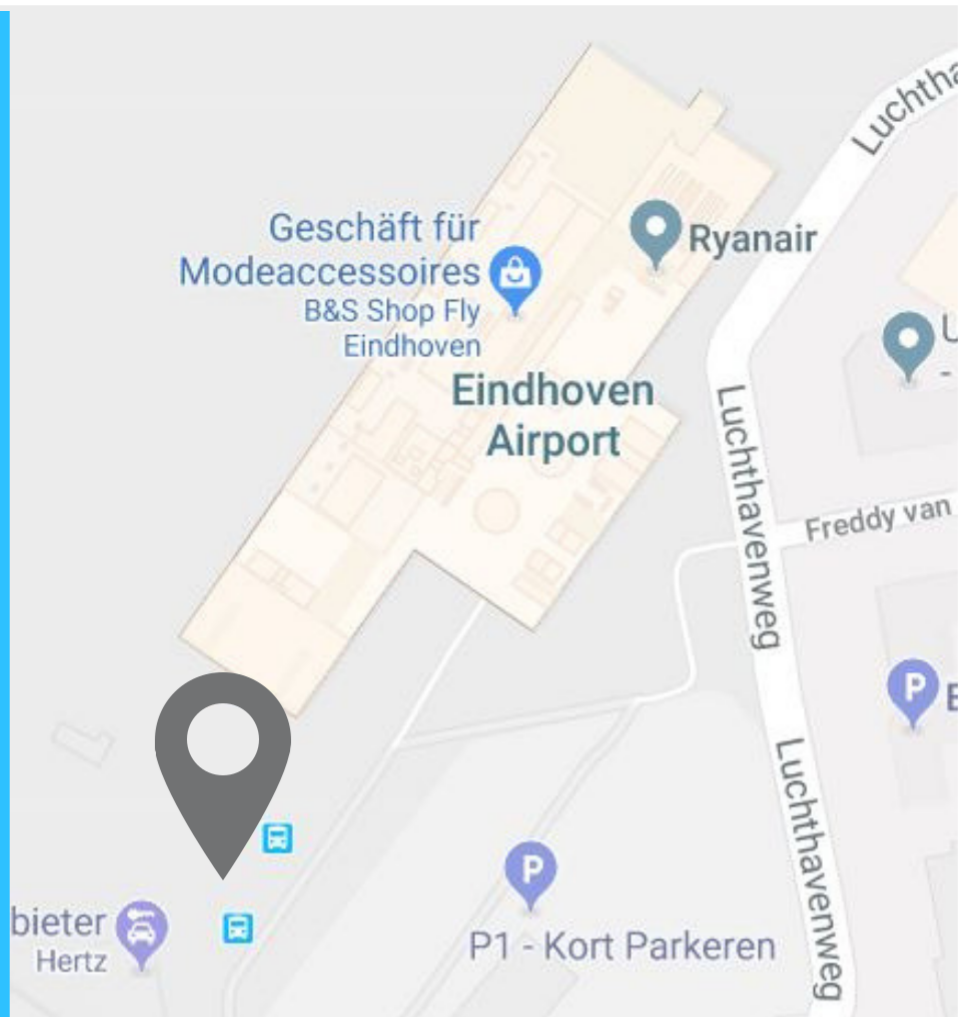 Luchtha
Geschäft für
Modeaccessoires
B&S Shop Fly
Eindhoven
Ryanair
Eindhoven
Airport
Luchthavenweg
Freddy van
P
P
Luchthavenweg
bieter
Hertz
P1 - Kort Parkeren